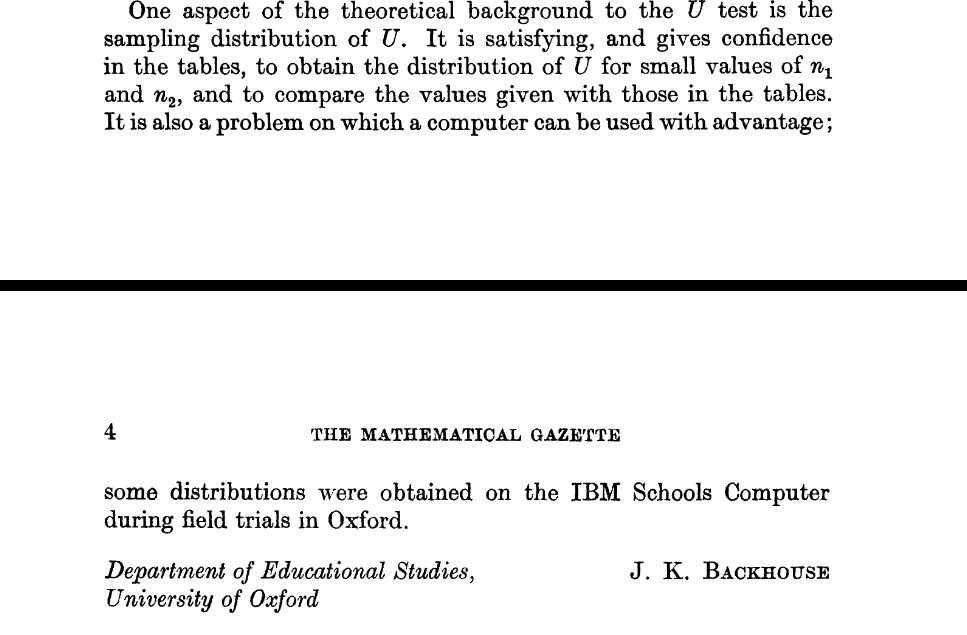 One aspect of the theoretical background to the U test is the
sampling distribution of U. It is satisfying, and gives confidence
in the tables, to obtain the distribution of U for small values of n₁
and n₂, and to compare the values given with those in the tables.
It is also a problem on which a computer can be used with advantage;
4 THE MATHEMATICAL GAZETTE
some distributions were obtained on the IBM Schools Computer
during field trials in Oxford.
Department of Educational Studies, J. K. BACKHOUSE
University of Oxford